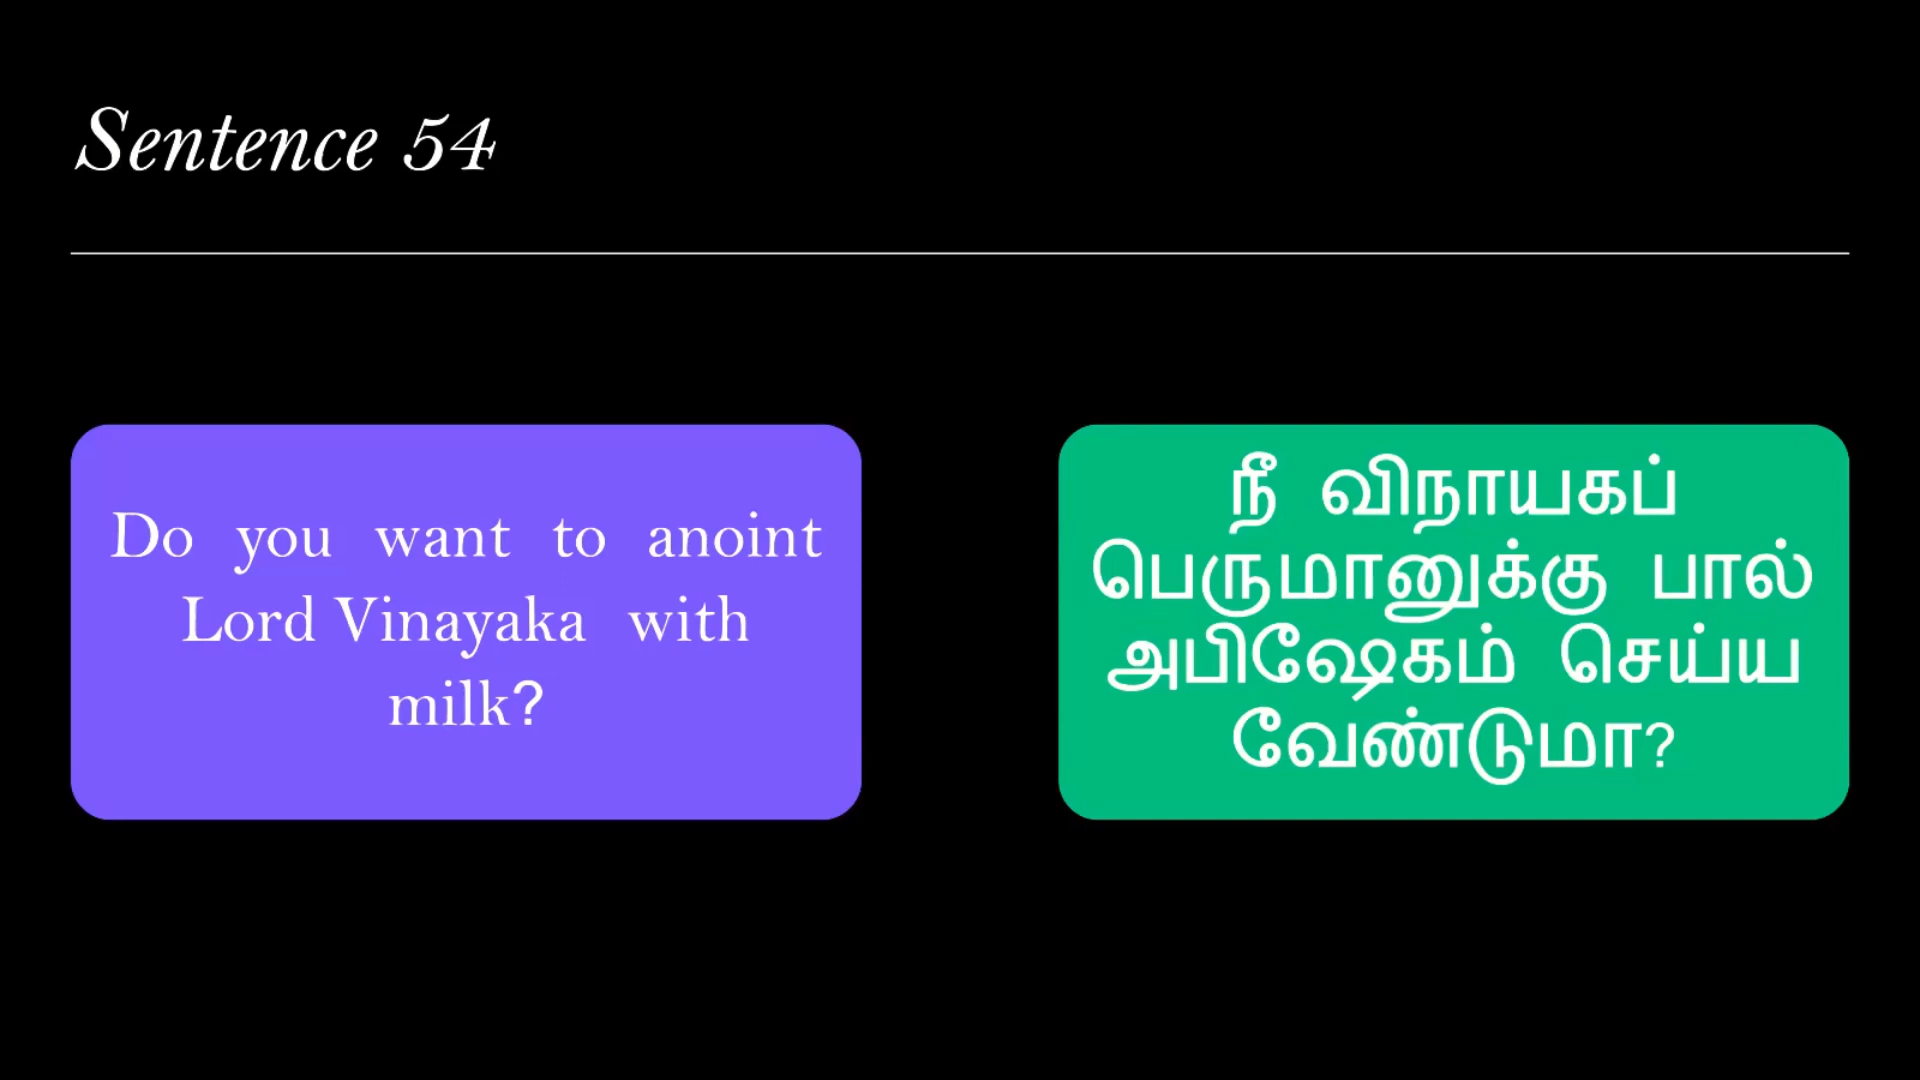 Sentence 54
Do you want to anoint
Lord Vinayaka with
milk?
நீ விநாயகப்
பெருமானுக்கு பால்
அபிஷேகம் செய்ய
வேண்டுமா?